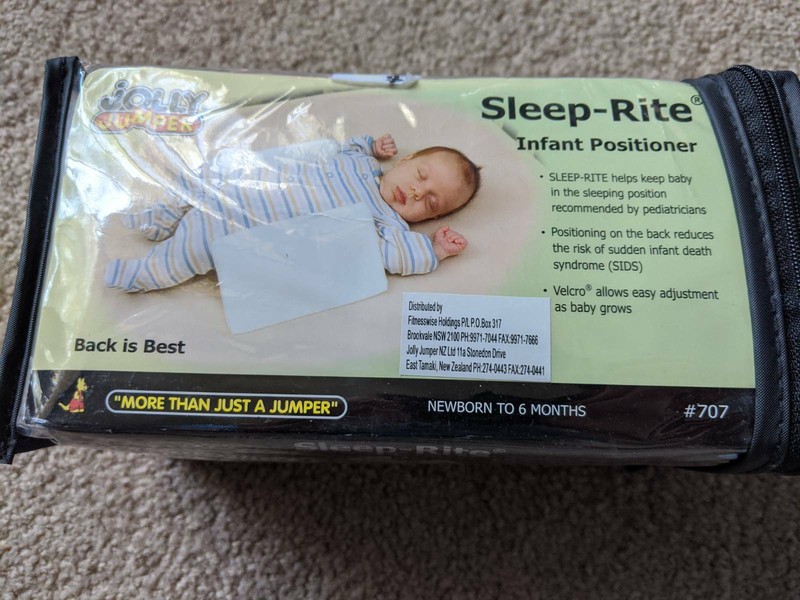 JOLLY
JUMPER
Sleep-Rite®
Infant Positioner
• SLEEP-RITE helps keep baby
in the sleeping position
recommended by pediatricians
• Positioning on the back reduces
the risk of sudden infant death
syndrome (SIDS)
• Velcro® allows easy adjustment
as baby grows
Distributed by
Fitnesswise Holdings P/L P.O.Box 317
Brookvale NSW 2100 PH:9971-7044 FAX:9971-7666
Jolly Jumper NZ Ltd 11a Stonedon Drive
East Tamaki, New Zealand PH:274-0443 FAX:274-0441
Back is Best
"MORE THAN JUST A JUMPER"
NEWBORN TO 6 MONTHS
#707
Sleep-Rite®